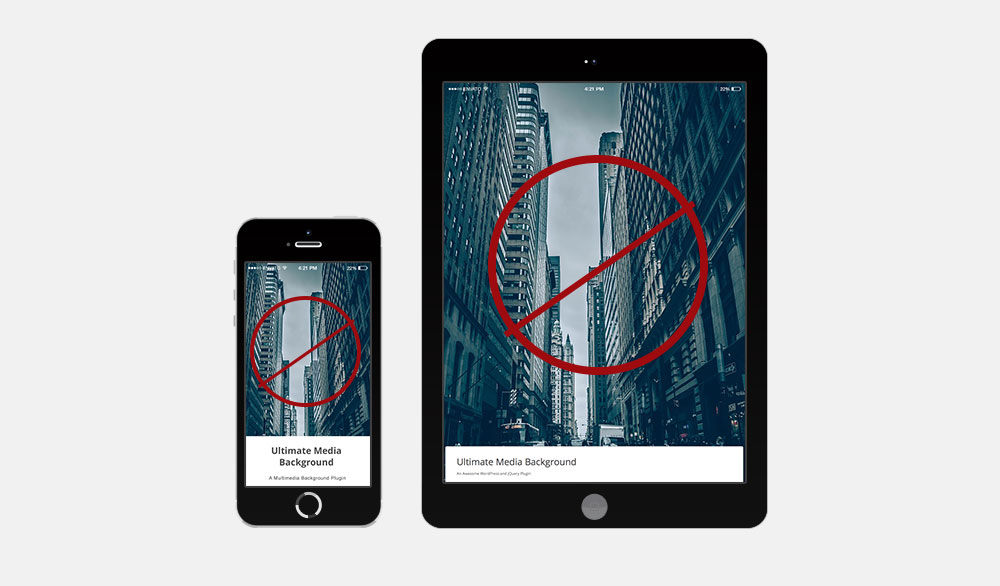 ENVATO 4:21 PM 22%
Ultimate Media
Background
A Multimedia Background Plugin
ENVATO 4:21 PM 22%
Ultimate Media Background
An Awesome WordPress and jQuery Plugin